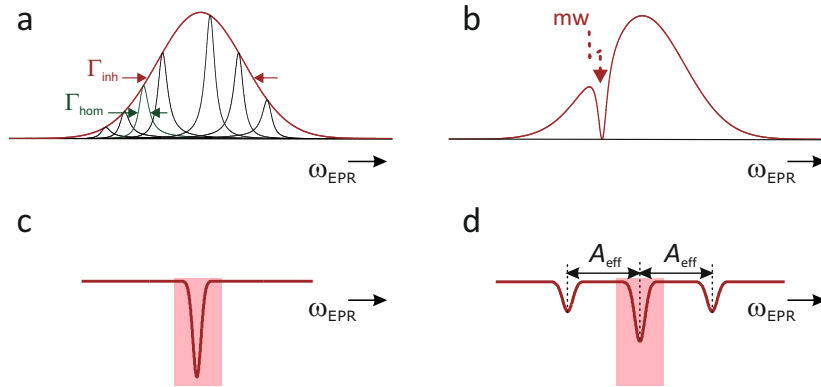 a
b
mw
Γinh
Γhom
ωEPR
ωEPR
c
d
Aeff
Aeff
ωEPR
ωEPR